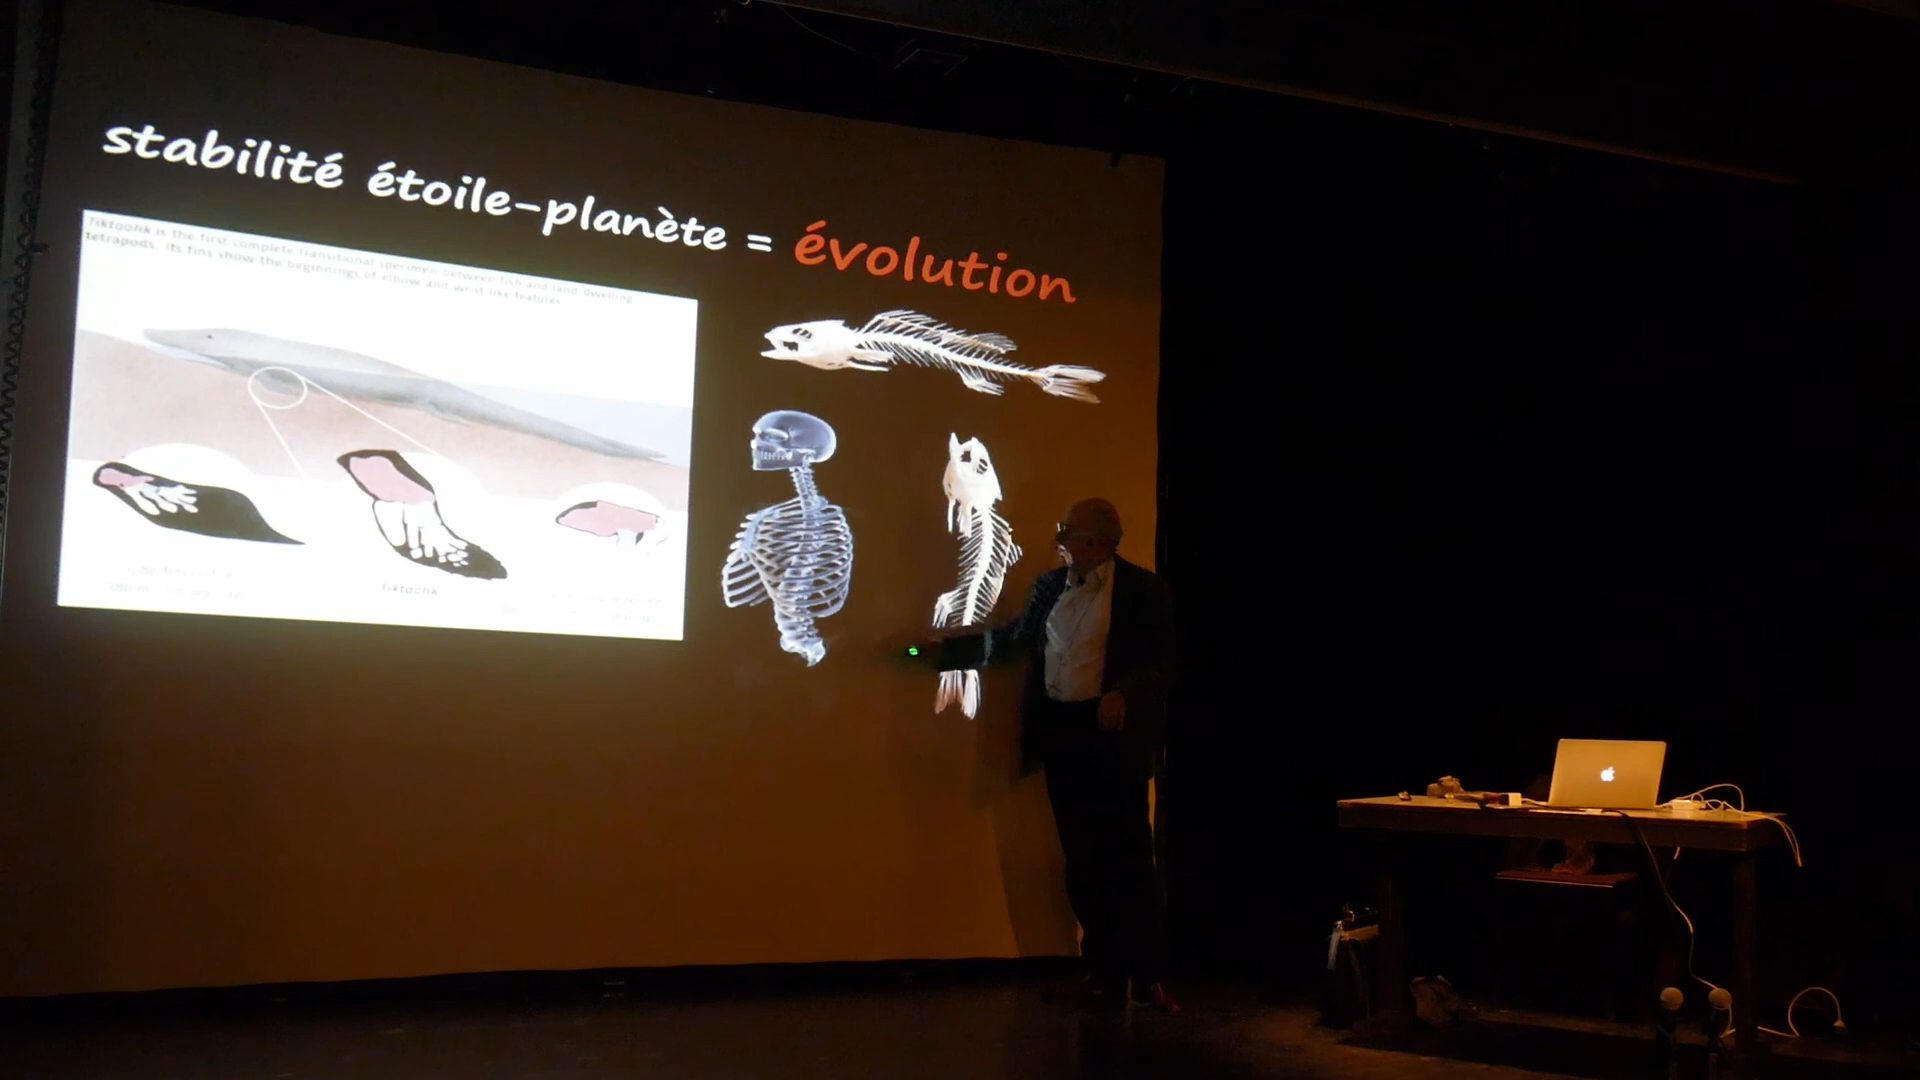 stabilité étoile–planète = évolution
Tiktaalik is the first complete transitional specimen between fish and land dwelling
tetrapods. Its fins show the beginnings of elbow and wrist-like features
Tiktaalik